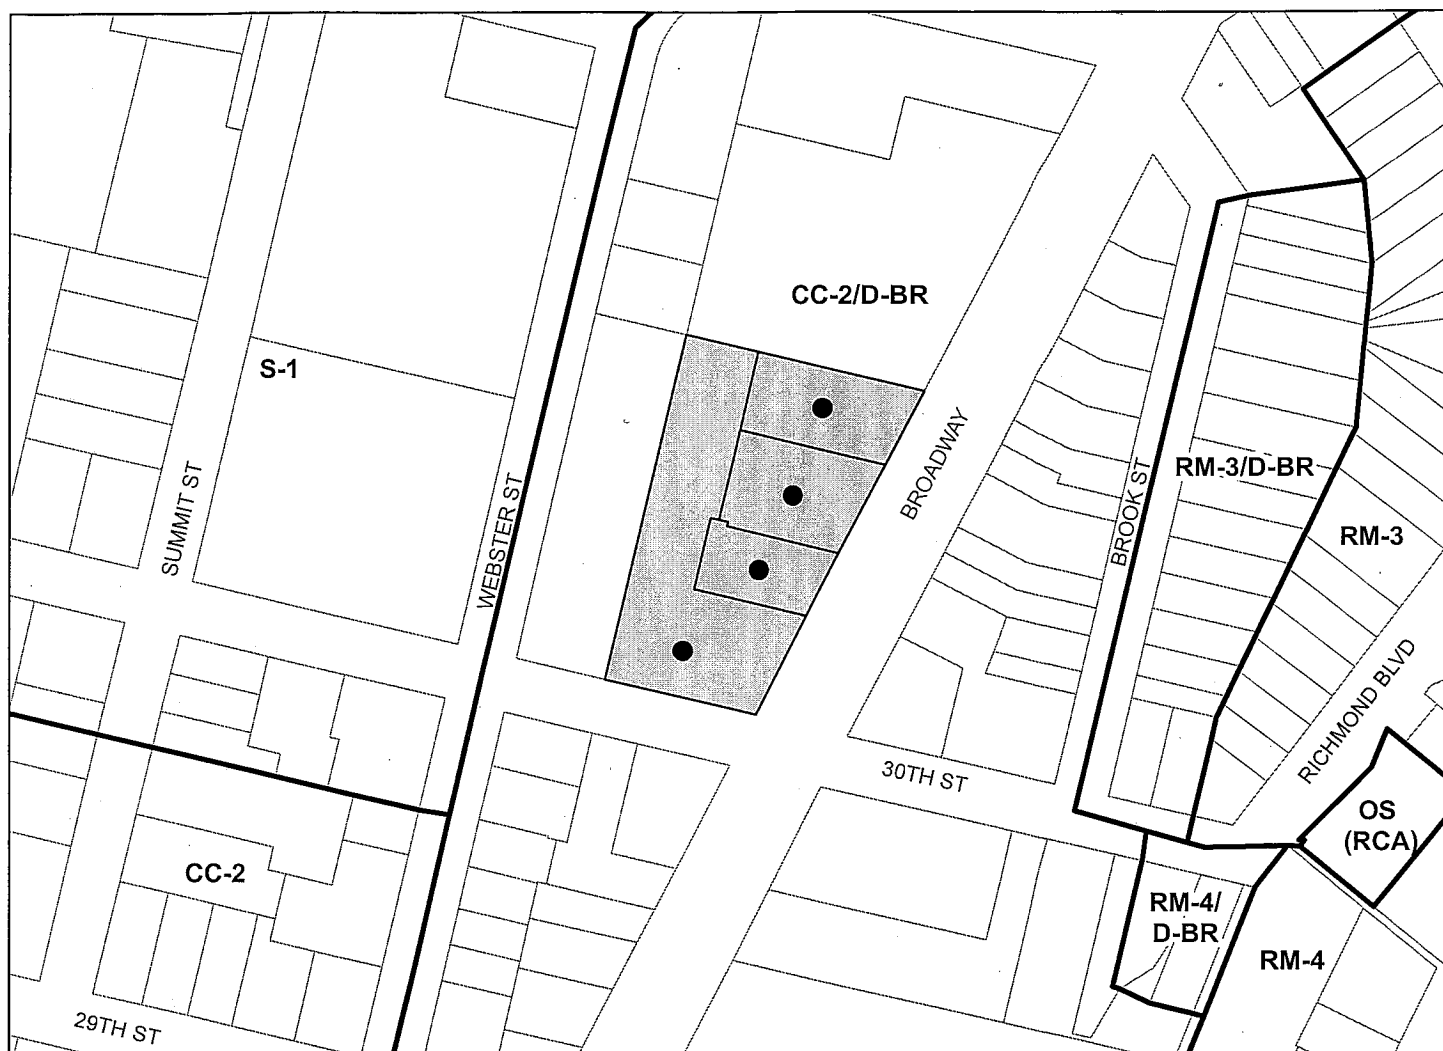 CC-2/D-BR
S-1
BROADWAY
SUMMIT ST
WEBSTER ST
BROOK ST
RM-3/D-BR
RM-3
RICHMOND BLVD
30TH ST
OS
(RCA)
CC-2
RM-4/
D-BR
RM-4
29TH ST